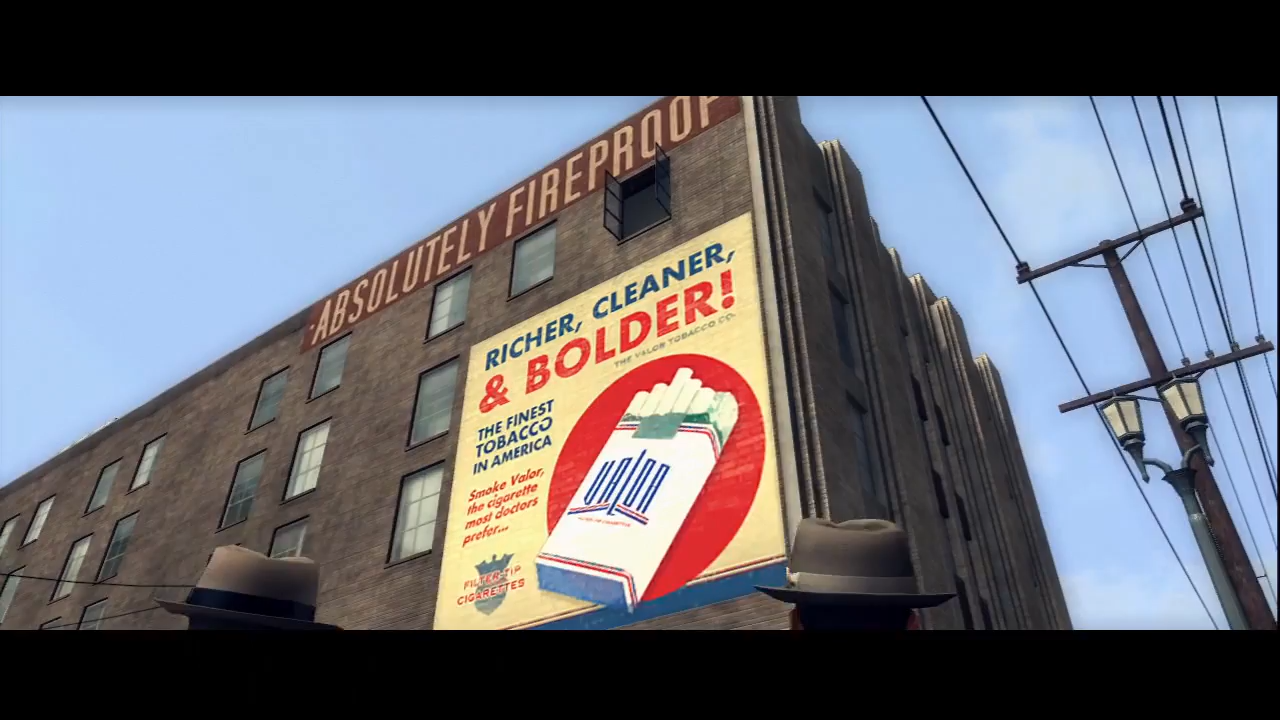 ·ABSOLUTELY FIREPROOF
RICHER, CLEANER,
& BOLDER!
THE VALOR TOBACCO CO.
THE FINEST
TOBACCO
IN AMERICA
Smoke Valor,
the cigarette
most doctors
prefer...
VALOR
FILTER-TIP
CIGARETTES